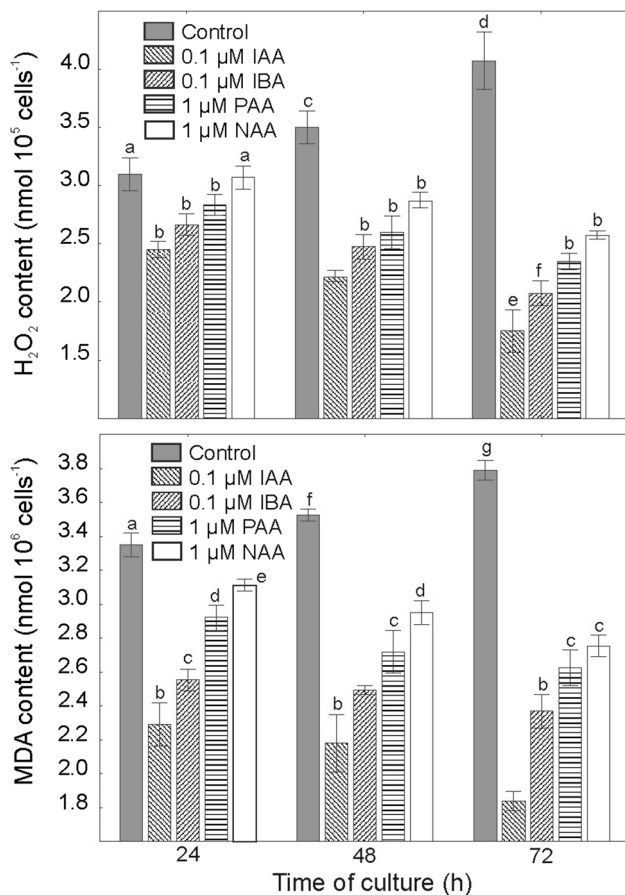 H₂O₂ content (nmol 10⁵ cells⁻¹)
4.0
3.5
3.0
2.5
2.0
1.5
Control
0.1 µM IAA
0.1 µM IBA
1 µM PAA
1 µM NAA
a
b
b
b
a
c
b
b
b
d
e
f
b
b
MDA content (nmol 10⁶ cells⁻¹)
3.8
3.6
3.4
3.2
3.0
2.8
2.6
2.4
2.2
2.0
1.8
Control
0.1 µM IAA
0.1 µM IBA
1 µM PAA
1 µM NAA
a
b
c
d
e
f
b
c
d
g
b
c
c
24 48 72
Time of culture (h)